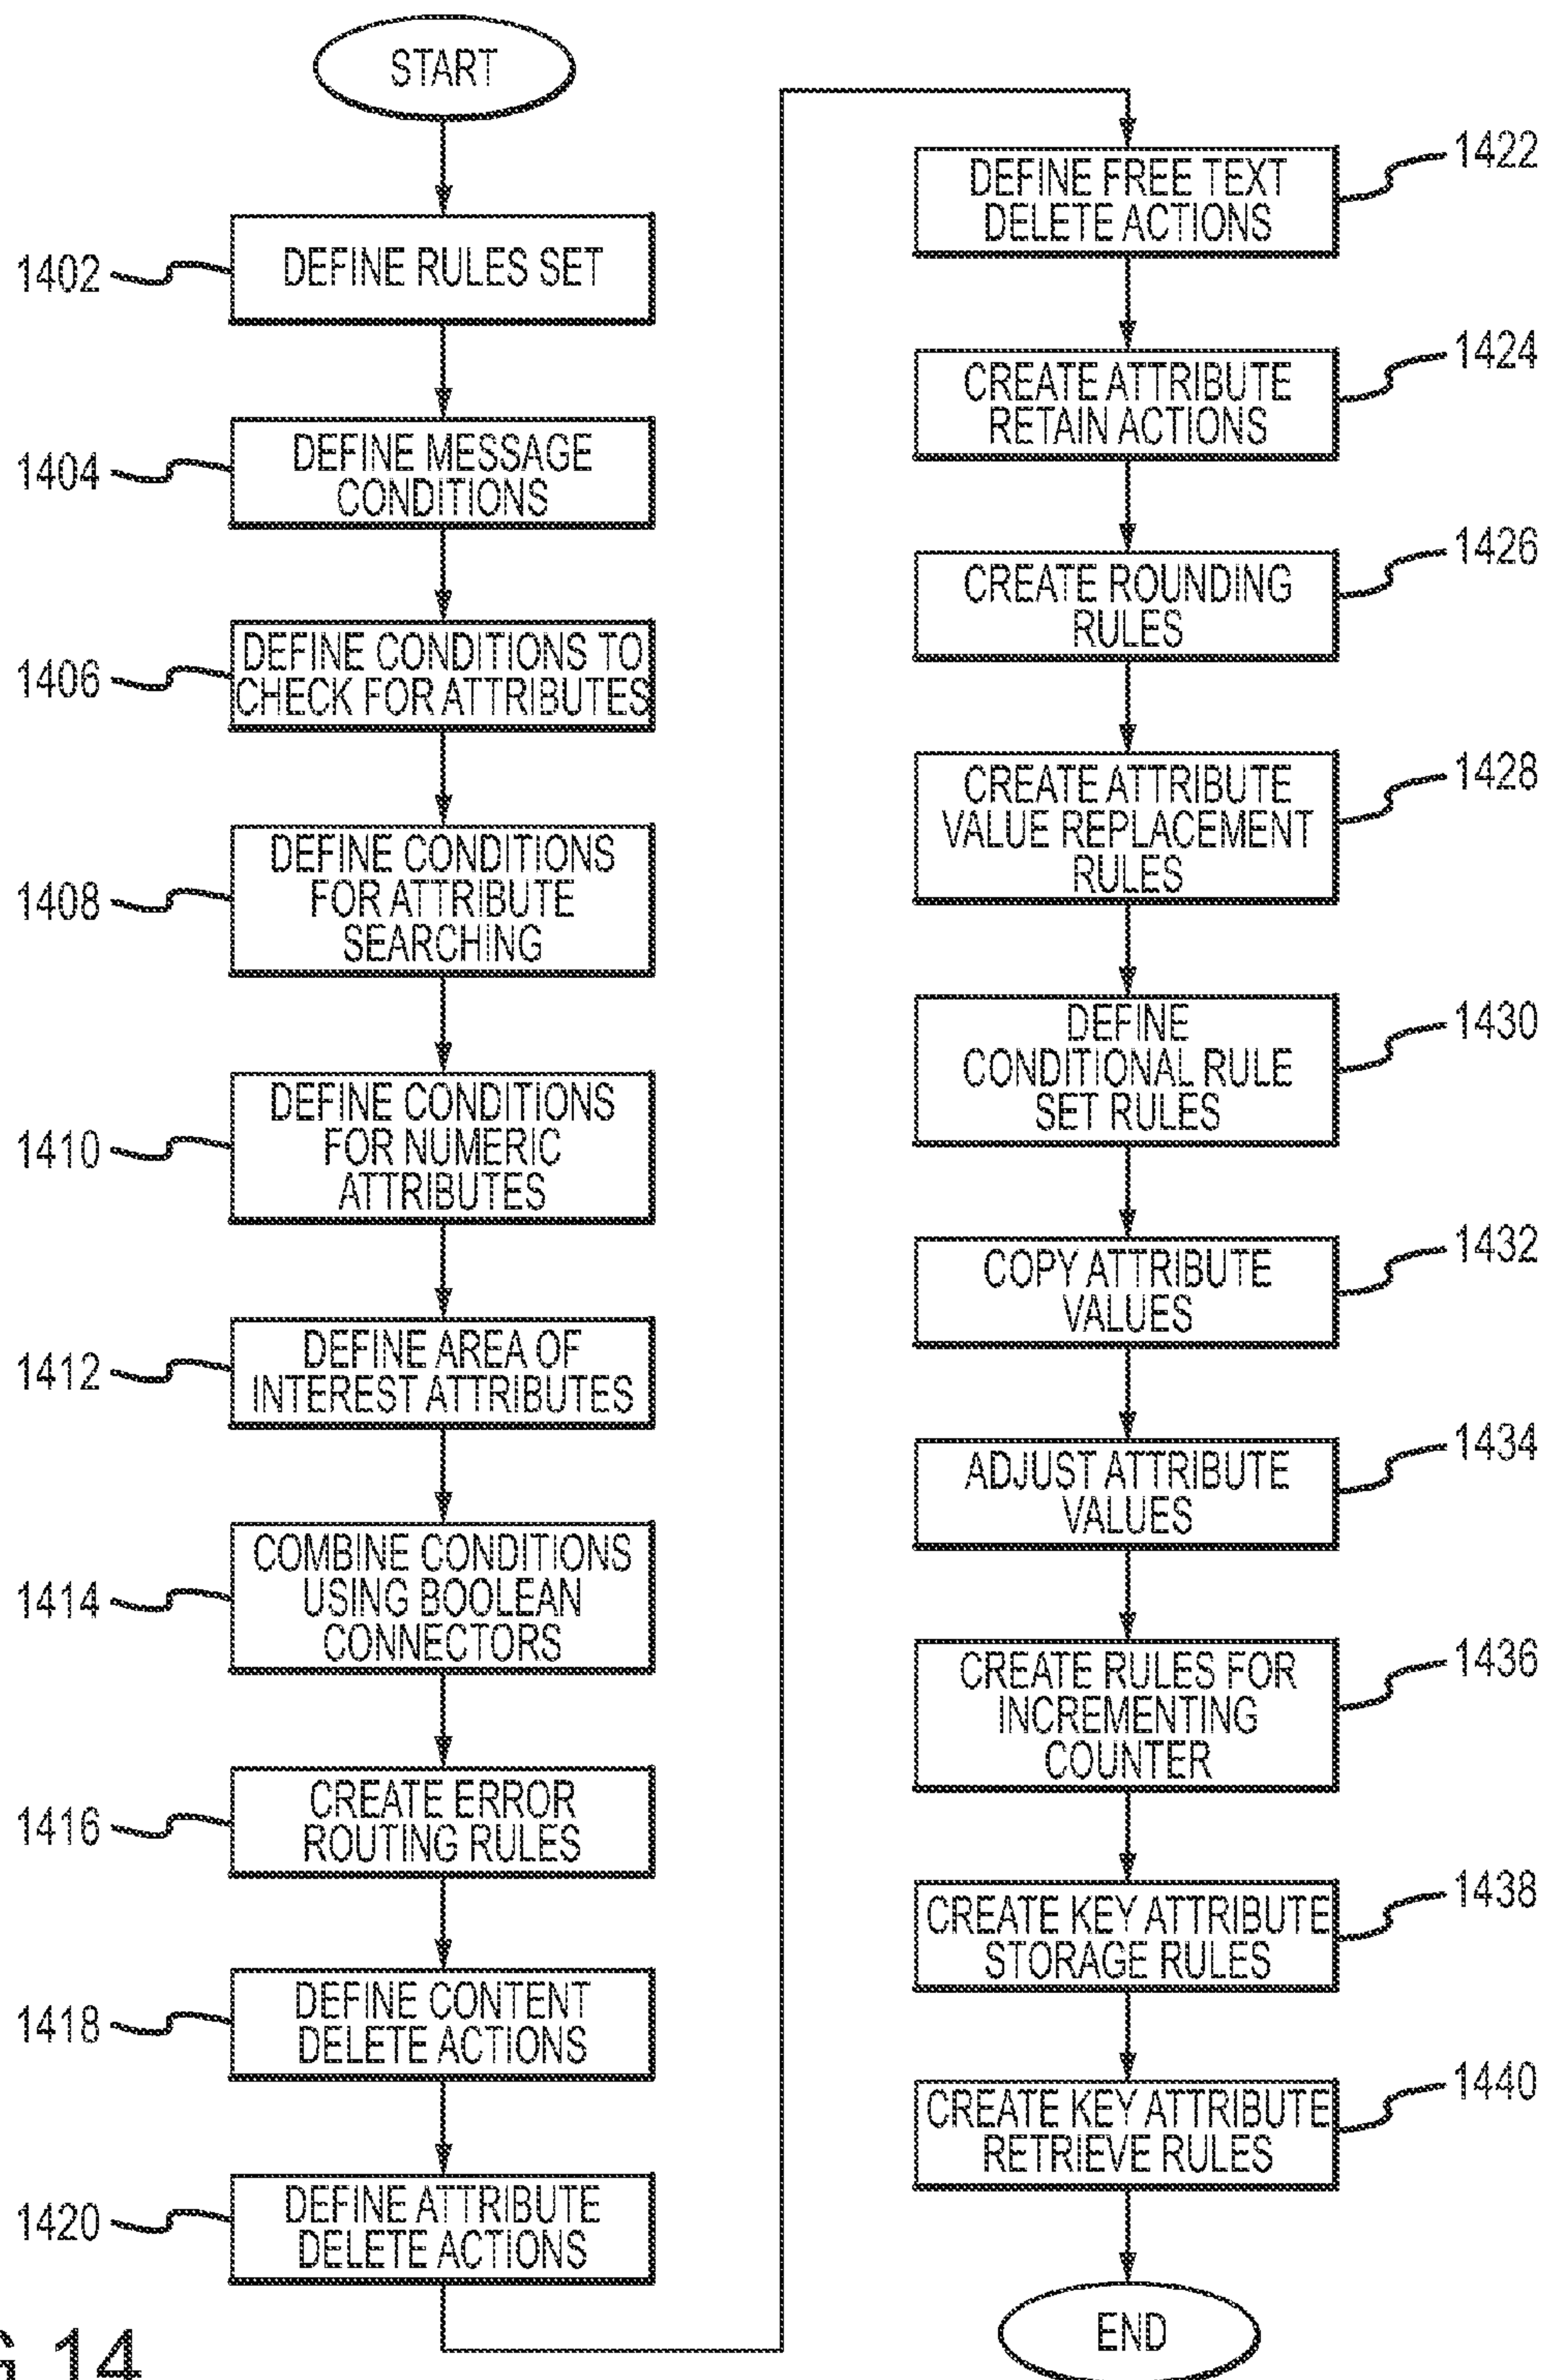 START
1402
DEFINE RULES SET
1404
DEFINE MESSAGE
CONDITIONS
1406
DEFINE CONDITIONS TO
CHECK FOR ATTRIBUTES
1408
DEFINE CONDITIONS
FOR ATTRIBUTE
SEARCHING
1410
DEFINE CONDITIONS
FOR NUMERIC
ATTRIBUTES
1412
DEFINE AREA OF
INTEREST ATTRIBUTES
1414
COMBINE CONDITIONS
USING BOOLEAN
CONNECTORS
1416
CREATE ERROR
ROUTING RULES
1418
DEFINE CONTENT
DELETE ACTIONS
1420
DEFINE ATTRIBUTE
DELETE ACTIONS
DEFINE FREE TEXT
DELETE ACTIONS
1422
CREATE ATTRIBUTE
RETAIN ACTIONS
1424
CREATE ROUNDING
RULES
1426
CREATE ATTRIBUTE
VALUE REPLACEMENT
RULES
1428
DEFINE
CONDITIONAL RULE
SET RULES
1430
COPY ATTRIBUTE
VALUES
1432
ADJUST ATTRIBUTE
VALUES
1434
CREATE RULES FOR
INCREMENTING
COUNTER
1436
CREATE KEY ATTRIBUTE
STORAGE RULES
1438
CREATE KEY ATTRIBUTE
RETRIEVE RULES
1440
END
G 14